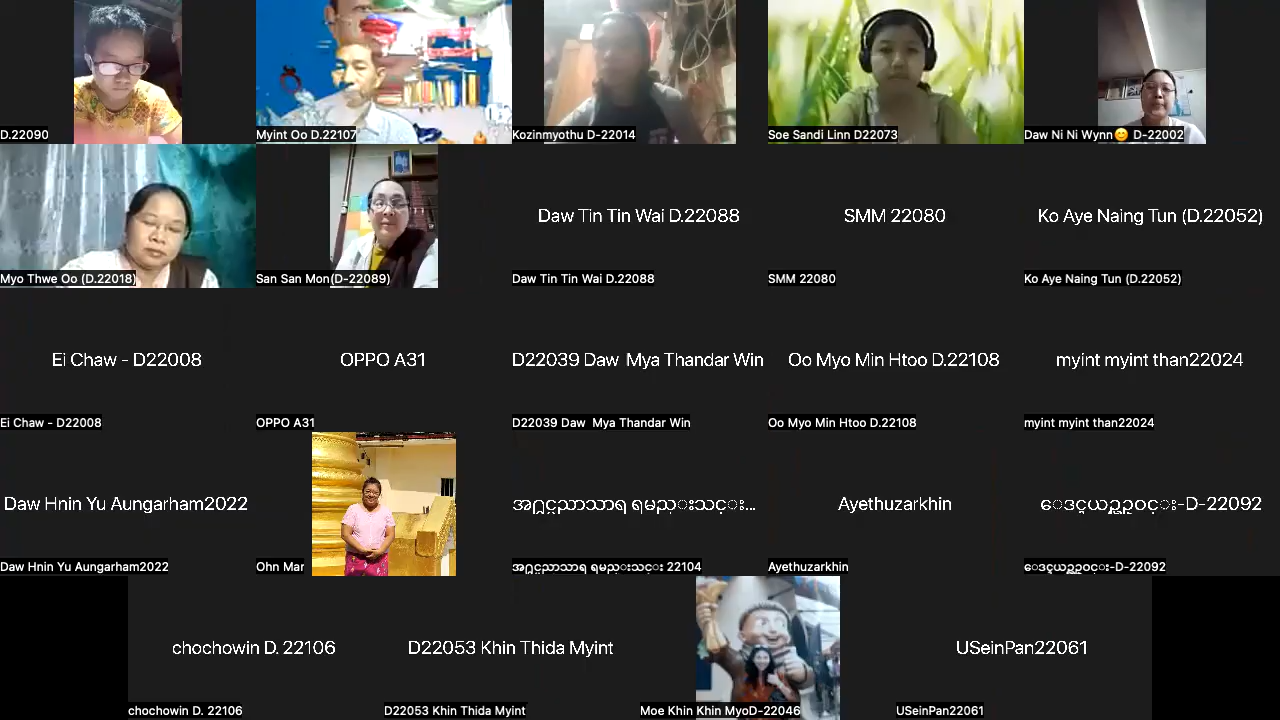 D.22090
Myint Oo D.22107
Kozinmyothu D-22014
Soe Sandi Linn D22073
Daw Ni Ni Wynn😊 D-22002
Myo Thwe Oo (D.22018)
San San Mon(D-22089)
Daw Tin Tin Wai D.22088
Daw Tin Tin Wai D.22088
SMM 22080
SMM 22080
Ko Aye Naing Tun (D.22052)
Ko Aye Naing Tun (D.22052)
Ei Chaw - D22008
Ei Chaw - D22008
OPPO A31
OPPO A31
D22039 Daw  Mya Thandar Win
D22039 Daw  Mya Thandar Win
Oo Myo Min Htoo D.22108
Oo Myo Min Htoo D.22108
myint myint than22024
myint myint than22024
Daw Hnin Yu Aungarham2022
Daw Hnin Yu Aungarham2022
Ohn Mar
22104
Ayethuzarkhin
Ayethuzarkhin
-D-22092
-D-22092
chochowin D. 22106
chochowin D. 22106
D22053 Khin Thida Myint
D22053 Khin Thida Myint
Moe Khin Khin MyoD-22046
USeinPan22061
USeinPan22061